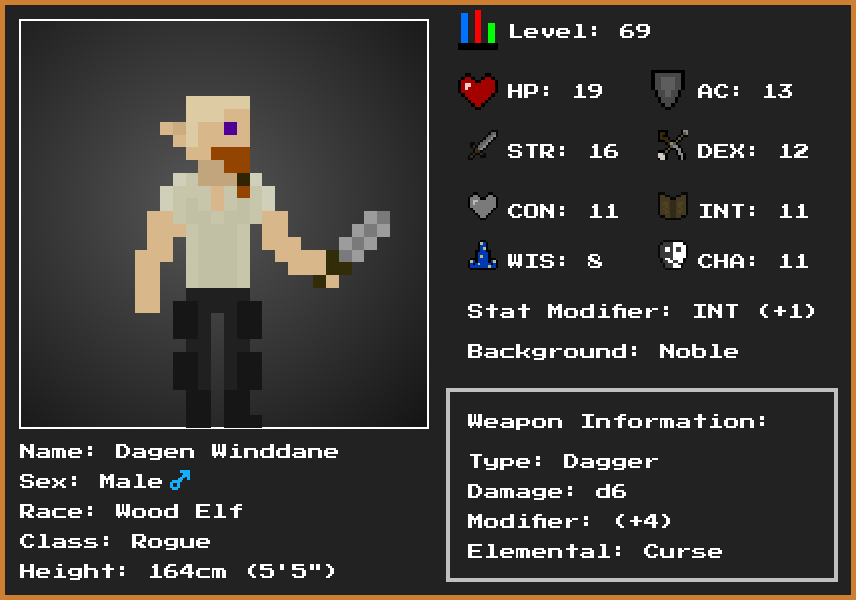 Level: 69
HP: 19
AC: 13
STR: 16
DEX: 12
CON: 11
INT: 11
WIS: 8
CHA: 11
Stat Modifier: INT (+1)
Background: Noble
Weapon Information:
Type: Dagger
Damage: d6
Modifier: (+4)
Elemental: Curse
Name: Dagen Winddane
Sex: Male♂
Race: Wood Elf
Class: Rogue
Height: 164cm (5'5")